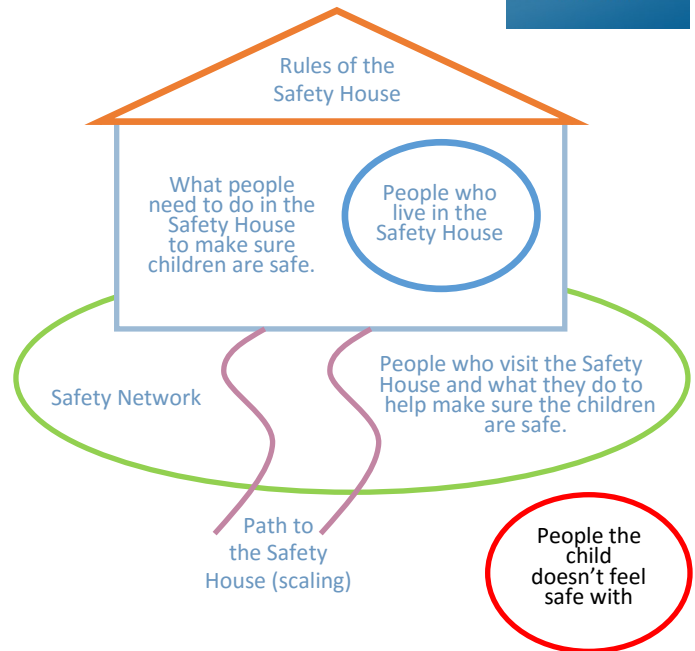 Rules of the
Safety House
What people
need to do in the
Safety House
to make sure
children are safe.
People who
live in the
Safety House
Safety Network
People who visit the Safety
House and what they do to
help make sure the children
are safe.
Path to
the Safety
House (scaling)
People the
child
doesn’t feel
safe with